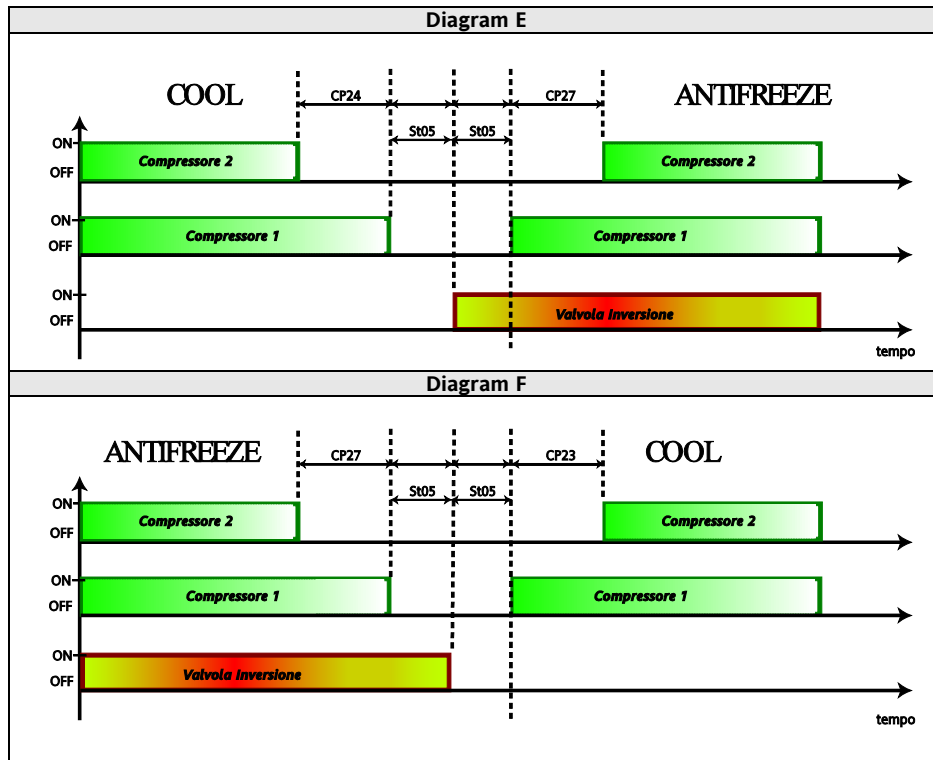 Diagram E
COOL
CP24
CP27
ANTIFREEZE
St05
St05
ON
OFF
Compressore 2
Compressore 2
ON
OFF
Compressore 1
Compressore 1
ON
OFF
Valvola Inversione
tempo
Diagram F
ANTIFREEZE
CP27
CP23
COOL
St05
St05
ON
OFF
Compressore 2
Compressore 2
ON
OFF
Compressore 1
Compressore 1
ON
OFF
Valvola Inversione
tempo